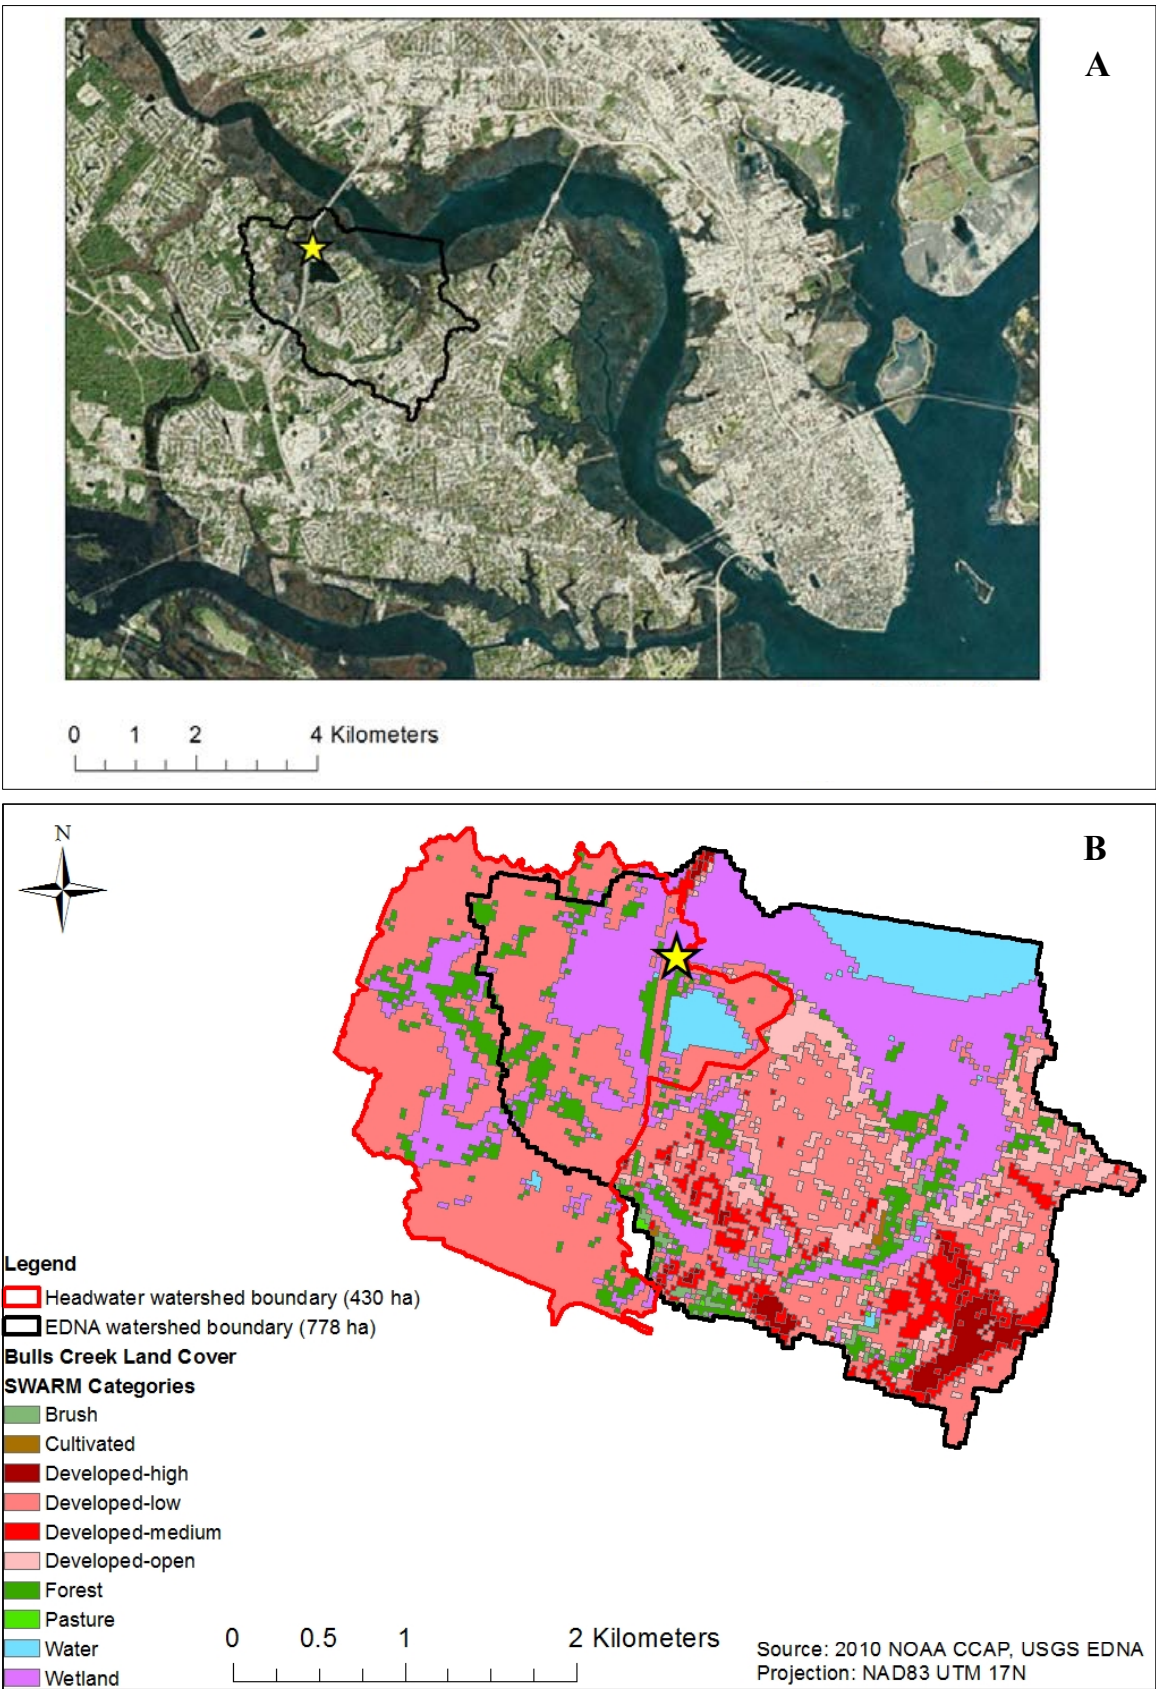 A
0 1 2 4 Kilometers
B
N
Legend
Headwater watershed boundary (430 ha)
EDNA watershed boundary (778 ha)
Bulls Creek Land Cover
SWARM Categories
Brush
Cultivated
Developed-high
Developed-low
Developed-medium
Developed-open
Forest
Pasture
Water
Wetland
0 0.5 1 2 Kilometers
Source: 2010 NOAA CCAP, USGS EDNA
Projection: NAD83 UTM 17N